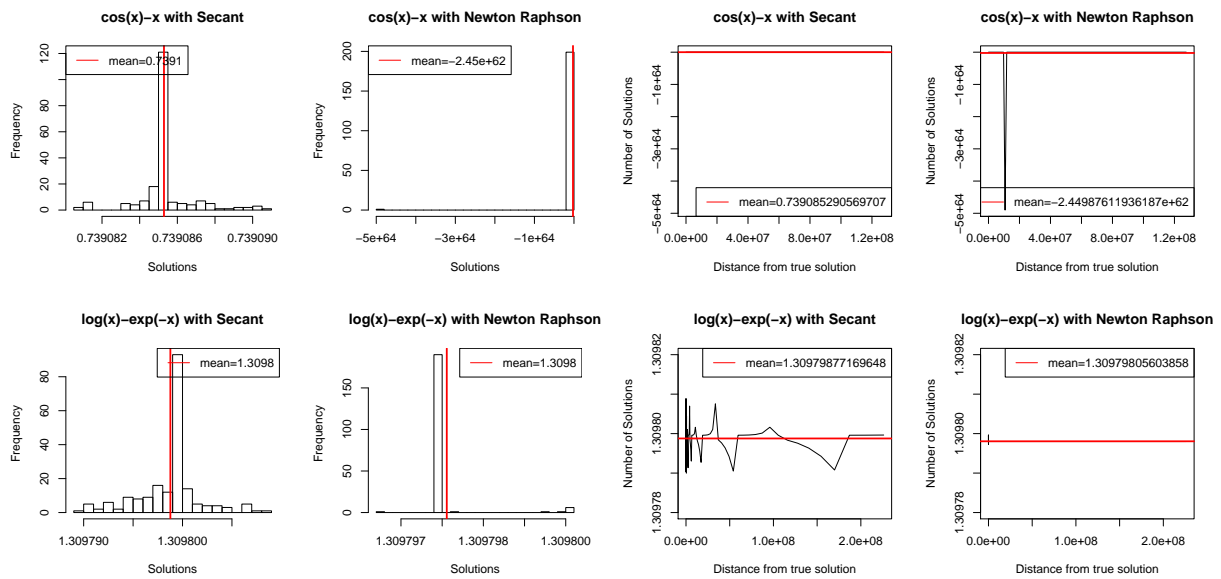 cos(x)−x with Secant
mean=0.7391
Frequency
0 20 40 60 80 120
0.739082 0.739086 0.739090
Solutions
cos(x)−x with Newton Raphson
mean=−2.45e+62
Frequency
0 50 100 150 200
−5e+64 −3e+64 −1e+64
Solutions
cos(x)−x with Secant
mean=0.739085290569707
Number of Solutions
−5e+64 −3e+64 −1e+64
0.0e+00 4.0e+07 8.0e+07 1.2e+08
Distance from true solution
cos(x)−x with Newton Raphson
mean=−2.44987611936187e+62
Number of Solutions
−5e+64 −3e+64 −1e+64
0.0e+00 4.0e+07 8.0e+07 1.2e+08
Distance from true solution
log(x)−exp(−x) with Secant
mean=1.3098
Frequency
0 20 40 60 80
1.309790 1.309800
Solutions
log(x)−exp(−x) with Newton Raphson
mean=1.3098
Frequency
0 50 100 150
1.309797 1.309798 1.309800
Solutions
log(x)−exp(−x) with Secant
mean=1.30979877169648
Number of Solutions
1.30978 1.30980 1.30982
0.0e+00 1.0e+08 2.0e+08
Distance from true solution
log(x)−exp(−x) with Newton Raphson
mean=1.30979805603858
Number of Solutions
1.30978 1.30980 1.30982
0.0e+00 1.0e+08 2.0e+08
Distance from true solution